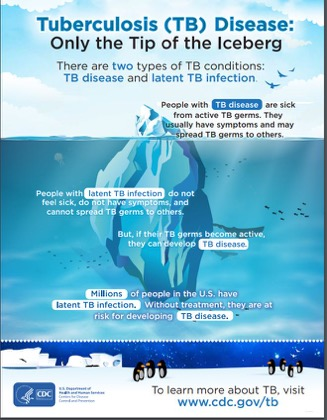 Tuberculosis (TB) Disease:
Only the Tip of the Iceberg
There are two types of TB conditions:
TB disease and latent TB infection.
People with TB disease are sick
from active TB germs. They
usually have symptoms and may
spread TB germs to others.
People with latent TB infection do not
feel sick, do not have symptoms, and
cannot spread TB germs to others.
But, if their TB germs become active,
they can develop TB disease.
Millions of people in the U.S. have
latent TB infection. Without treatment, they are at
risk for developing TB disease.
CDC
U.S. Department of
Health and Human Services
Centers for Disease
Control and Prevention
To learn more about TB, visit
www.cdc.gov/tb